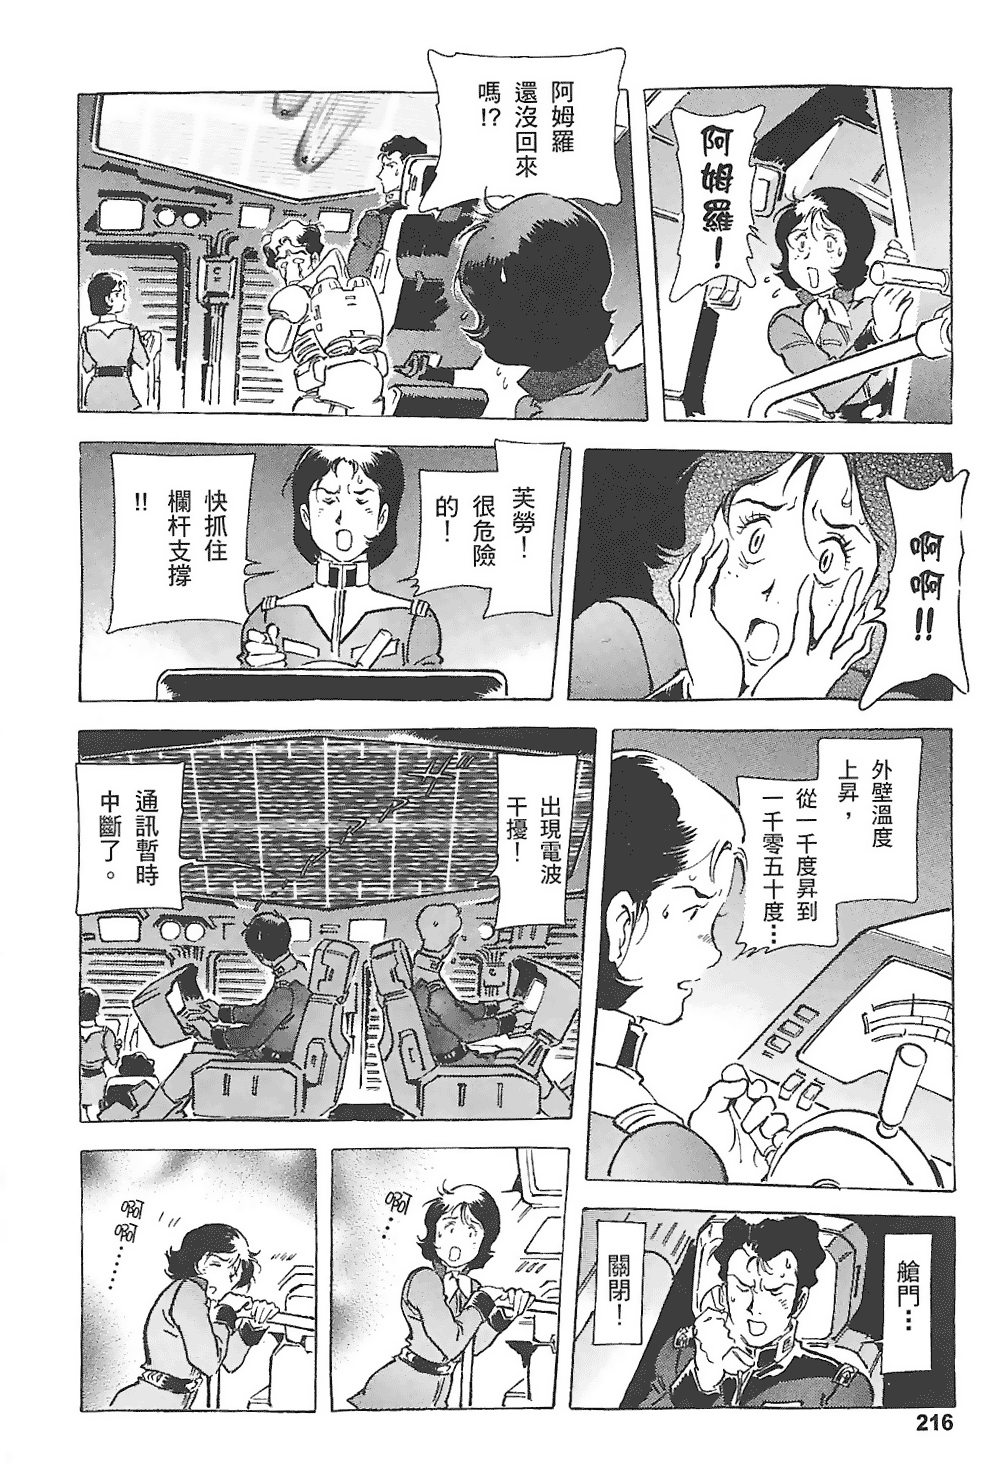 阿姆羅！
阿姆羅
還沒回來
嗎!?
啊啊!!
芙勞！
很危險
的！
快抓住
欄杆支撐
!!
外壁溫度
上昇，
從一千度昇到
一千零五十度…
出現電波
干擾！
通訊暫時
中斷了。
艙門…
關閉！
啊……
啊
啊……
216